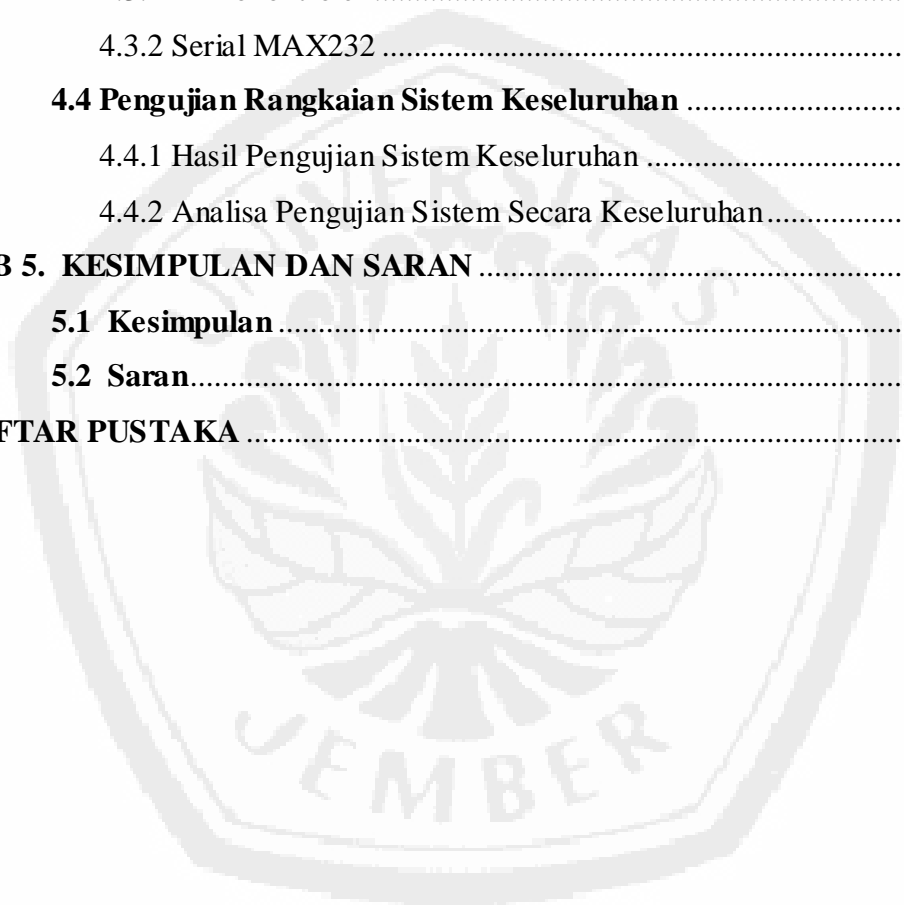 4.3.2 Serial MAX232 ........................................................
4.4 Pengujian Rangkaian Sistem Keseluruhan ........................
4.4.1 Hasil Pengujian Sistem Keseluruhan ............................
4.4.2 Analisa Pengujian Sistem Secara Keseluruhan................
B 5. KESIMPULAN DAN SARAN ................................................
5.1 Kesimpulan ..................................................................
5.2 Saran............................................................................
FTAR PUSTAKA ....................................................................
UNIVERSITAS
JEMBER